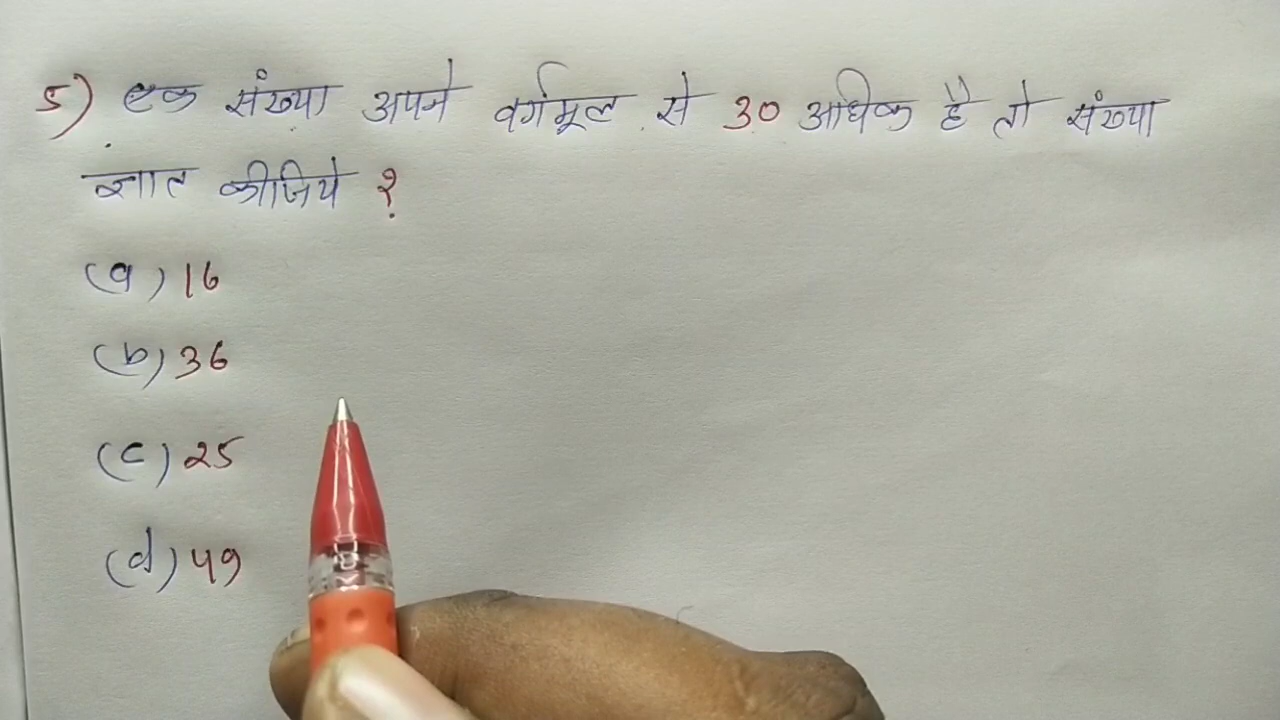 5) एक संख्या अपने वर्गमूल से 30 अधिक है तो संख्या
ज्ञात कीजिये ?
(a) 16
(b) 36
(c) 25
(d) 49